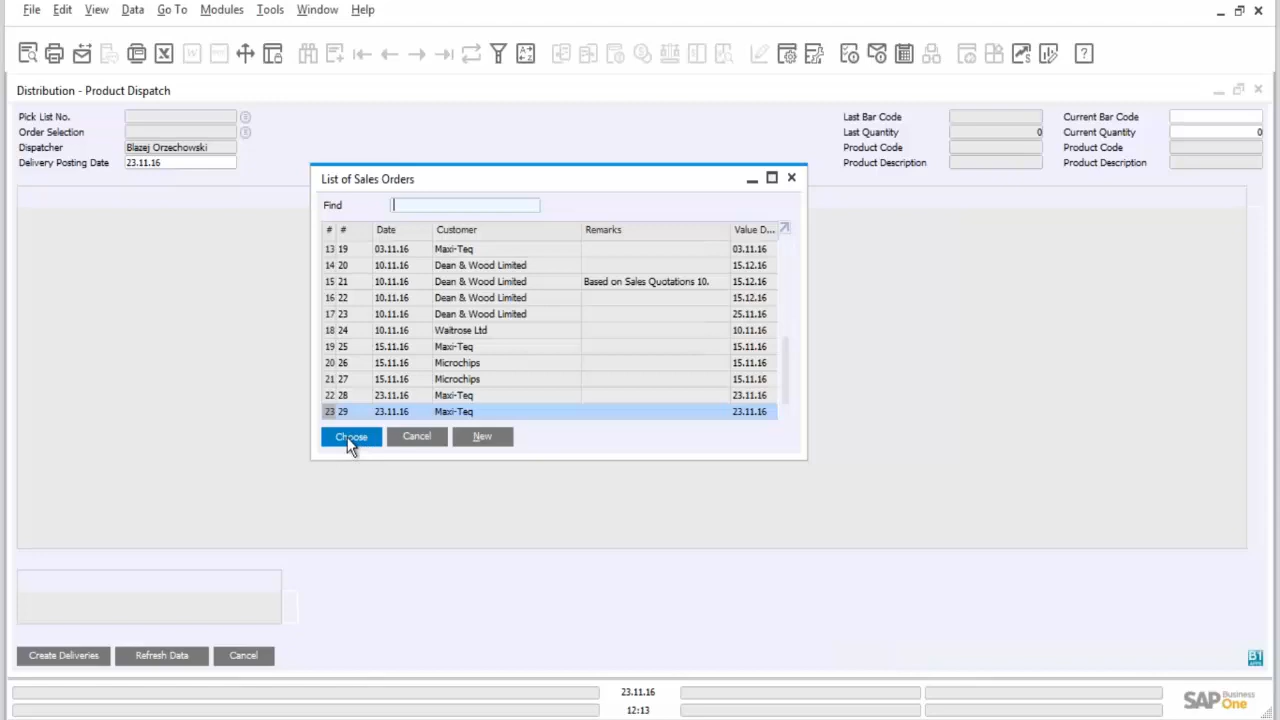 File Edit View Data Go To Modules Tools Window Help
Distribution - Product Dispatch
Pick List No.
Order Selection
Dispatcher Blazej Orzechowski
Delivery Posting Date 23.11.16
Last Bar Code Current Bar Code
Last Quantity 0 Current Quantity 0
Product Code Product Code
Product Description Product Description
List of Sales Orders
Find
# # Date Customer Remarks Value D...
13 19 03.11.16 Maxi-Teq 03.11.16
14 20 10.11.16 Dean & Wood Limited 15.12.16
15 21 10.11.16 Dean & Wood Limited Based on Sales Quotations 10. 15.12.16
16 22 10.11.16 Dean & Wood Limited 15.12.16
17 23 10.11.16 Dean & Wood Limited 25.11.16
18 24 10.11.16 Waitrose Ltd 10.11.16
19 25 15.11.16 Maxi-Teq 15.11.16
20 26 15.11.16 Microchips 15.11.16
21 27 15.11.16 Microchips 15.11.16
22 28 23.11.16 Maxi-Teq 23.11.16
23 29 23.11.16 Maxi-Teq 23.11.16
Choose Cancel New
Create Deliveries Refresh Data Cancel
B1
APPS
23.11.16
12:13
SAP Business One